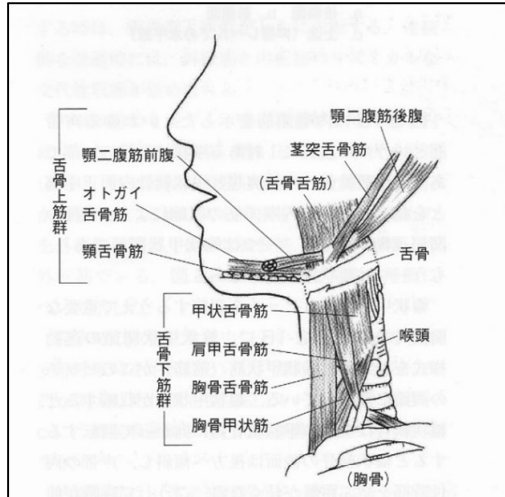 顎二腹筋後腹
茎突舌骨筋
(舌骨舌筋)
顎二腹筋前腹
オトガイ
舌骨筋
顎舌骨筋
舌骨上筋群
舌骨
甲状舌骨筋
喉頭
肩甲舌骨筋
胸骨舌骨筋
胸骨甲状筋
舌骨下筋群
(胸骨)